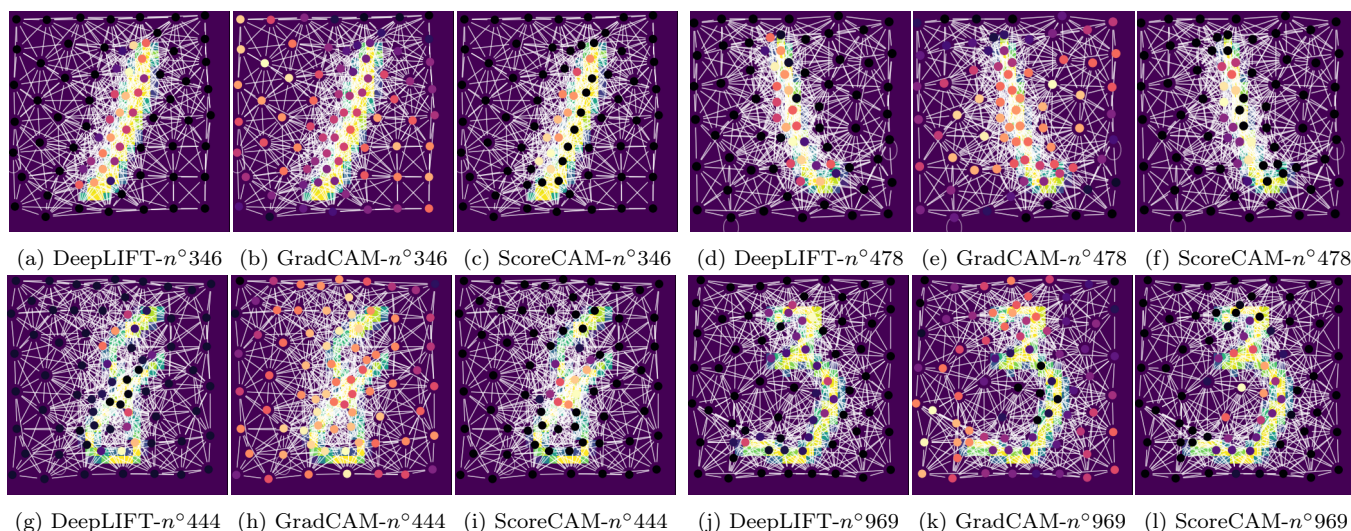 (a) DeepLIFT-n°346 (b) GradCAM-n°346 (c) ScoreCAM-n°346 (d) DeepLIFT-n°478 (e) GradCAM-n°478 (f) ScoreCAM-n°478
(g) DeepLIFT-n°444 (h) GradCAM-n°444 (i) ScoreCAM-n°444 (j) DeepLIFT-n°969 (k) GradCAM-n°969 (l) ScoreCAM-n°969